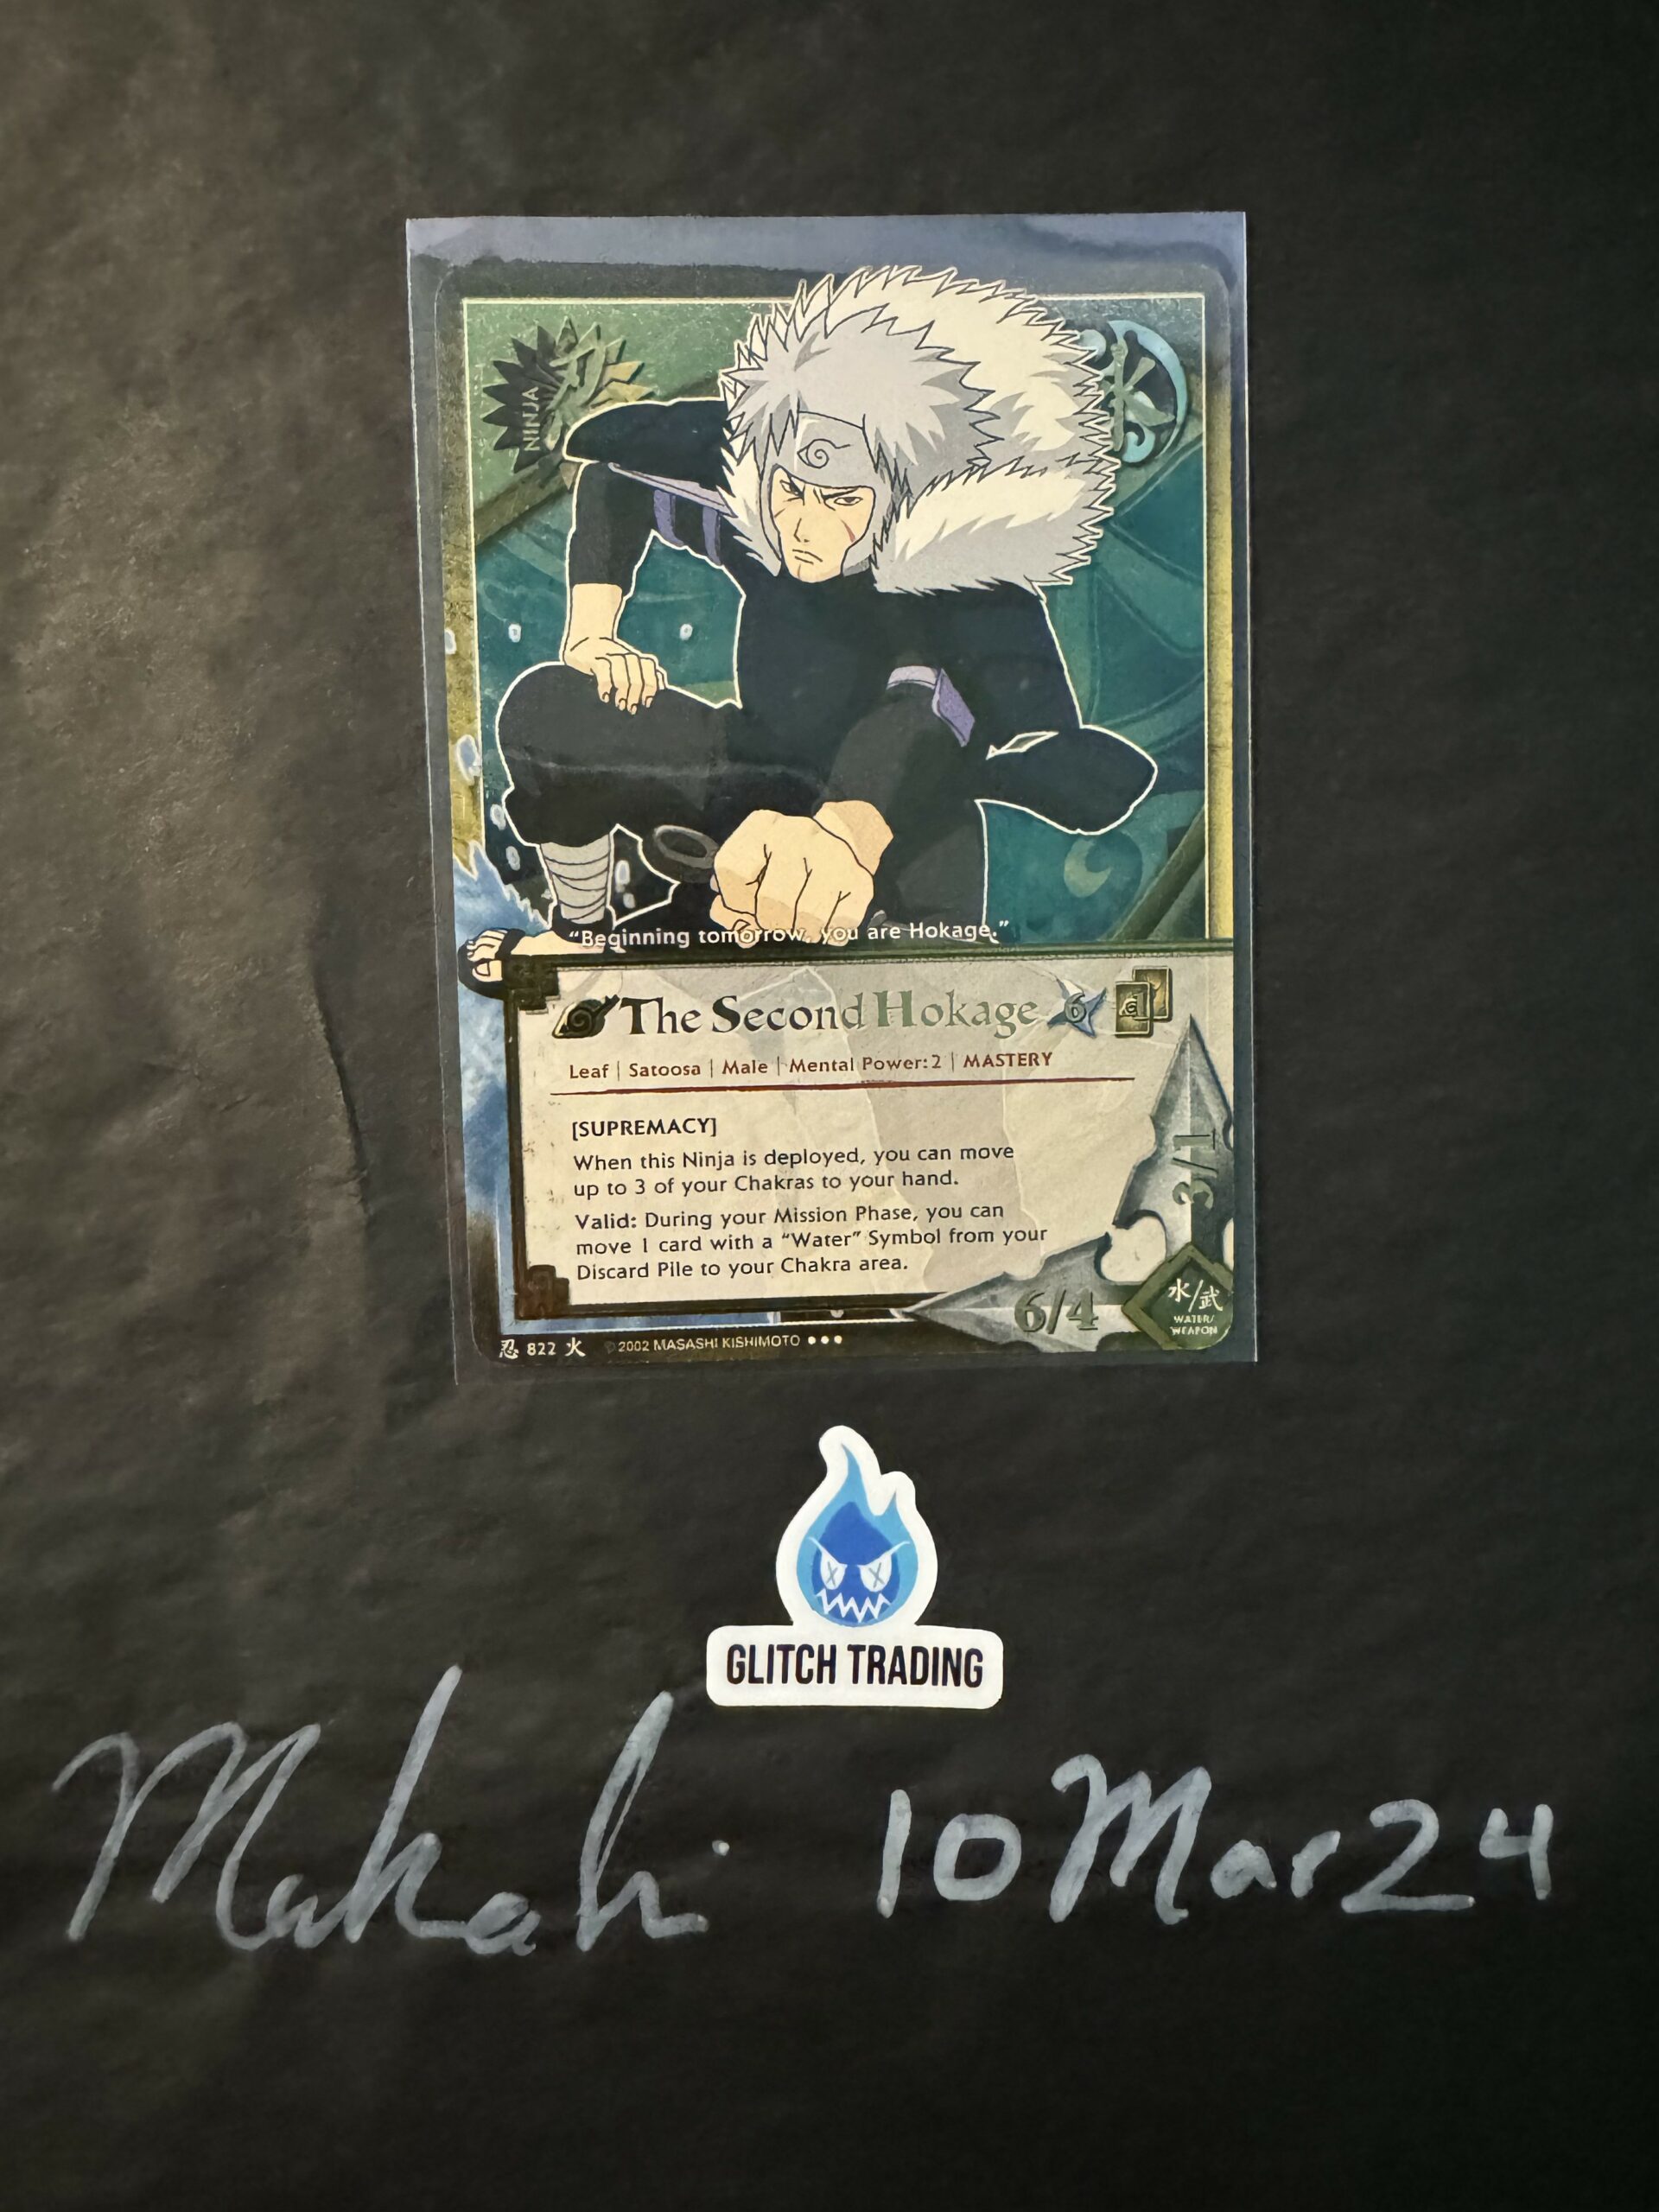 NINJA
水
"Beginning tomorrow, you are Hokage."
The Second Hokage 6
Leaf | Satoosa | Male | Mental Power:2 | MASTERY
[SUPREMACY]
When this Ninja is deployed, you can move
up to 3 of your Chakras to your hand.
Valid: During your Mission Phase, you can
move 1 card with a "Water" Symbol from your
Discard Pile to your Chakra area.
3/1
6/4
水/武
WATER/
WEAPON
忍 822 火 ©2002 MASASHI KISHIMOTO ●●●
GLITCH TRADING
Makah. 10Mar24